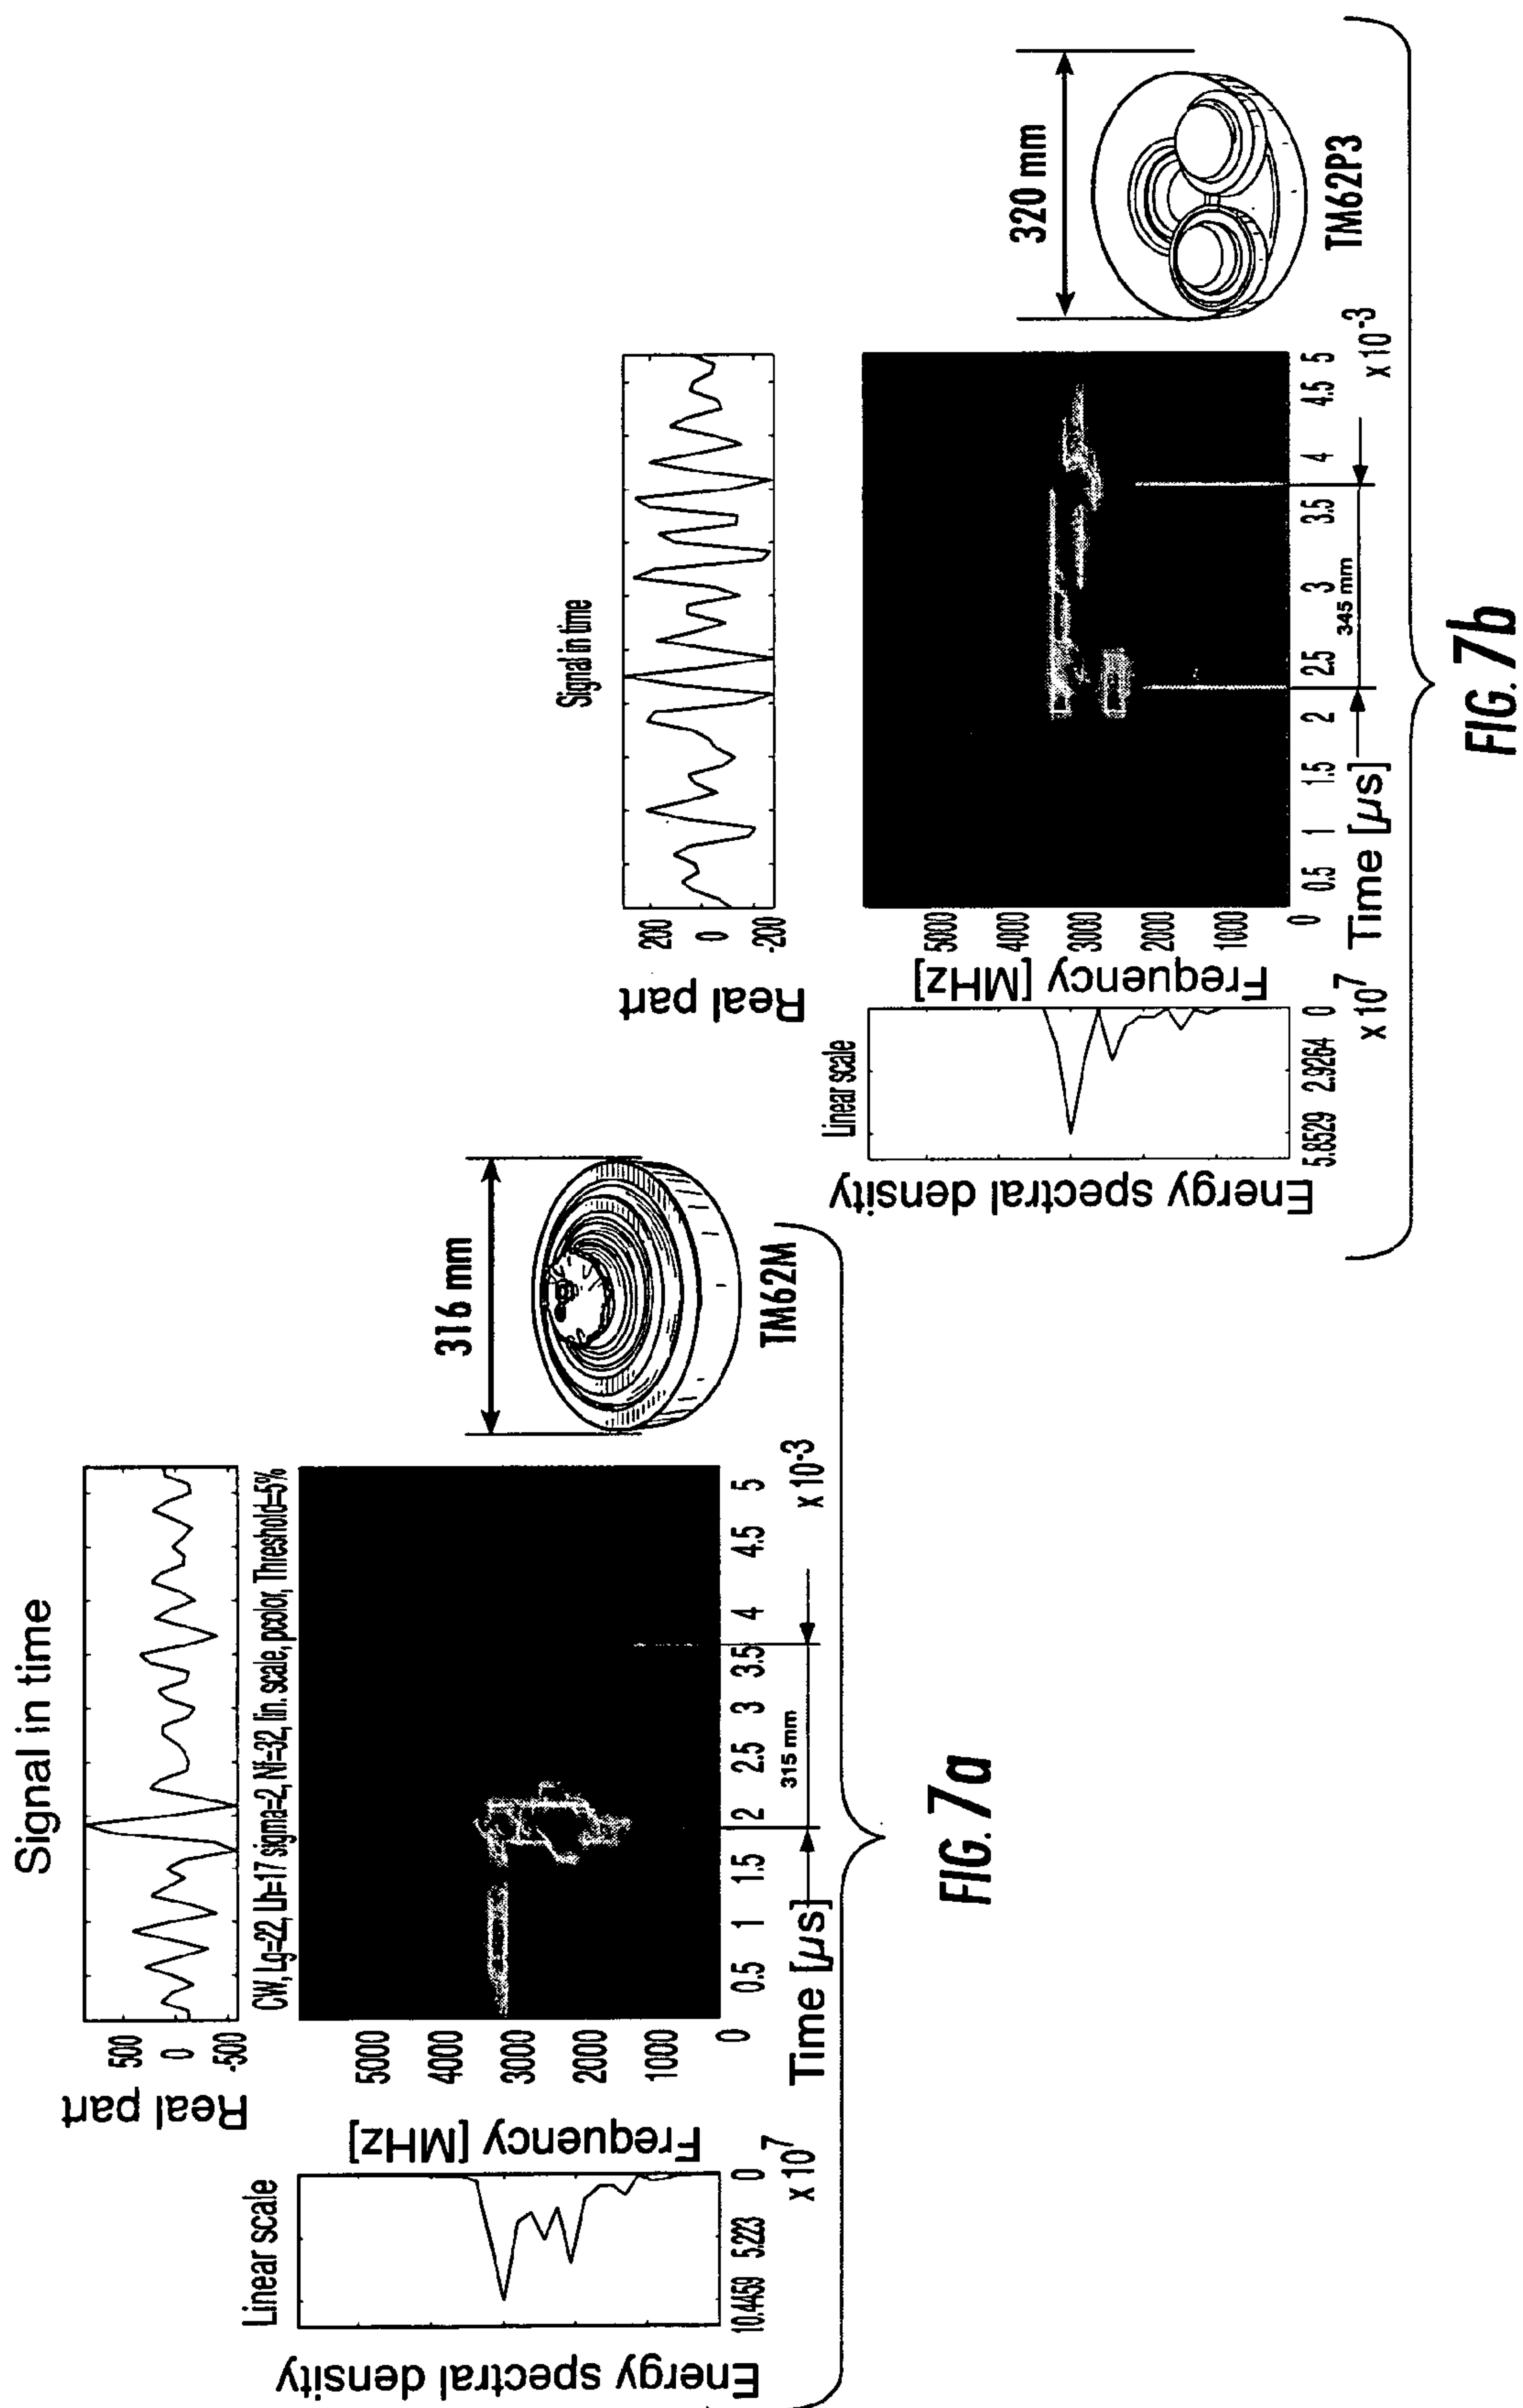 Signal in time
Real part
500
0
-500
CW, Lg=22, Lh=17 sigma=2, Nf=32, lin. scale, pcolor, Threshold=5%
Linear scale
Energy spectral density
10.4459 5.223 0
x 10⁷
Frequency [MHz]
5000
4000
3000
2000
1000
0
0.5 1 1.5 2 2.5 3 3.5 4 4.5 5
x 10⁻³
Time [µs]
315 mm
316 mm
TM62M
FIG. 7a
Signal in time
Real part
200
0
-200
Linear scale
Energy spectral density
5.8529 2.9264 0
x 10⁷
Frequency [MHz]
5000
4000
3000
2000
1000
0
0.5 1 1.5 2 2.5 3 3.5 4 4.5 5
x 10⁻³
Time [µs]
345 mm
320 mm
TM62P3
FIG. 7b